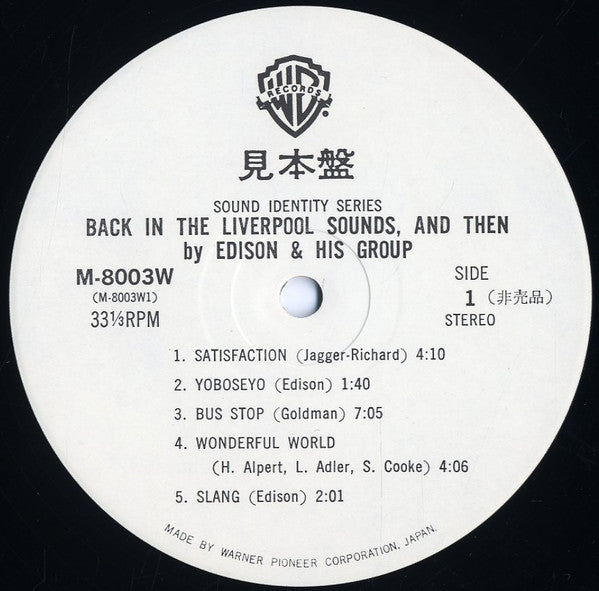 WB
RECORDS
見本盤
SOUND IDENTITY SERIES
BACK IN THE LIVERPOOL SOUNDS, AND THEN
by EDISON & HIS GROUP
M-8003W
(M-8003W1)
33⅓RPM
SIDE
1 (非売品)
STEREO
1. SATISFACTION (Jagger-Richard) 4:10
2. YOBOSEYO (Edison) 1:40
3. BUS STOP (Goldman) 7:05
4. WONDERFUL WORLD
(H. Alpert, L. Adler, S. Cooke) 4:06
5. SLANG (Edison) 2:01
MADE BY WARNER PIONEER CORPORATION, JAPAN.